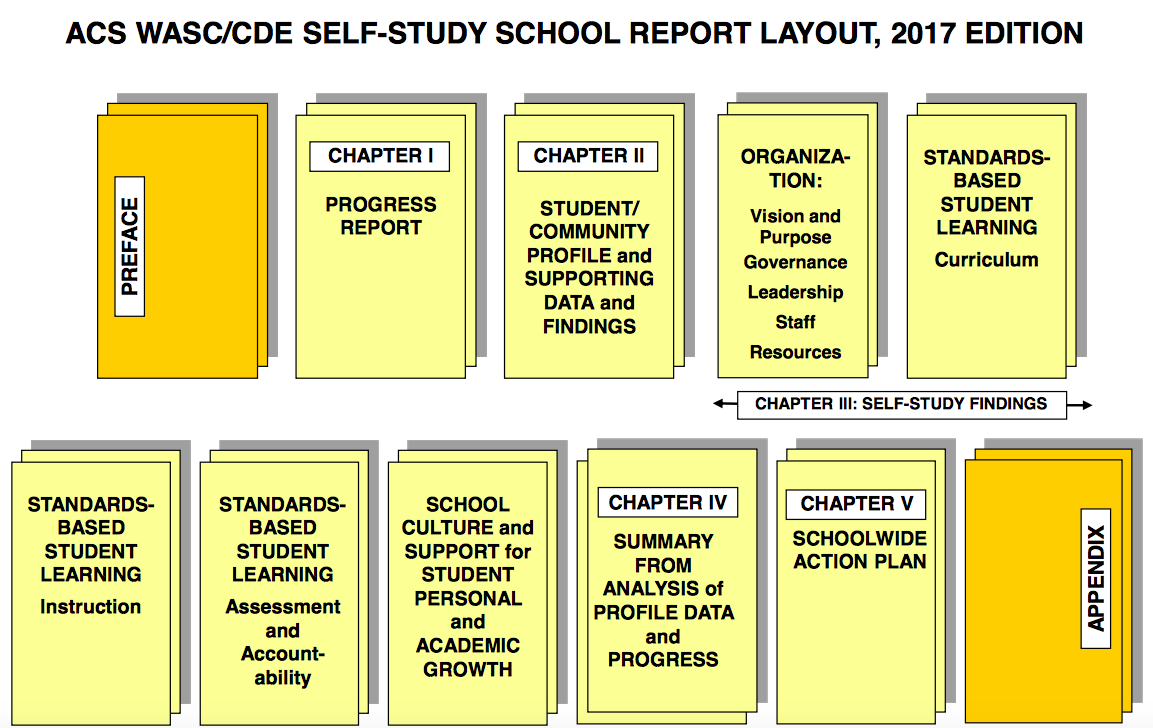 ACS WASC/CDE SELF-STUDY SCHOOL REPORT LAYOUT, 2017 EDITION
PREFACE
CHAPTER I
PROGRESS
REPORT
CHAPTER II
STUDENT/
COMMUNITY
PROFILE and
SUPPORTING
DATA and
FINDINGS
ORGANIZA-
TION:
Vision and
Purpose
Governance
Leadership
Staff
Resources
STANDARDS-
BASED
STUDENT
LEARNING
Curriculum
CHAPTER III: SELF-STUDY FINDINGS
STANDARDS-
BASED
STUDENT
LEARNING
Instruction
STANDARDS-
BASED
STUDENT
LEARNING
Assessment
and
Account-
ability
SCHOOL
CULTURE and
SUPPORT for
STUDENT
PERSONAL
and
ACADEMIC
GROWTH
CHAPTER IV
SUMMARY
FROM
ANALYSIS of
PROFILE DATA
and
PROGRESS
CHAPTER V
SCHOOLWIDE
ACTION PLAN
APPENDIX